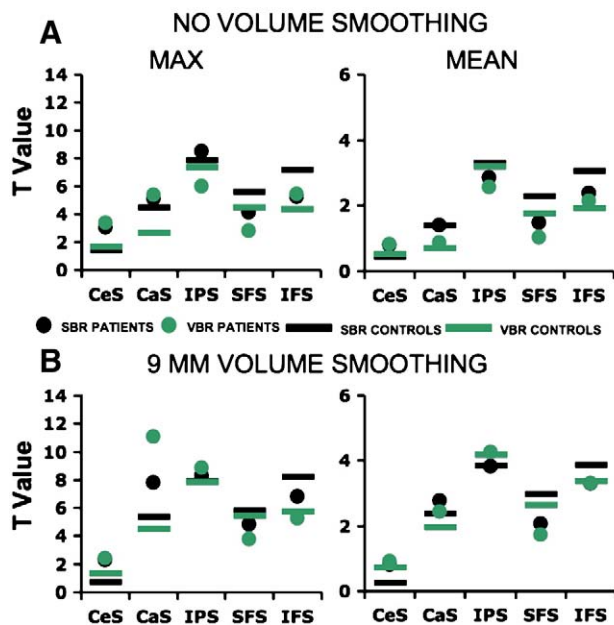 A NO VOLUME SMOOTHING
MAX MEAN
T Value
14
12
10
8
6
4
2
0
CeS CaS IPS SFS IFS
6
4
2
0
CeS CaS IPS SFS IFS
SBR PATIENTS VBR PATIENTS SBR CONTROLS VBR CONTROLS
B 9 MM VOLUME SMOOTHING
T Value
14
12
10
8
6
4
2
0
CeS CaS IPS SFS IFS
6
4
2
0
CeS CaS IPS SFS IFS